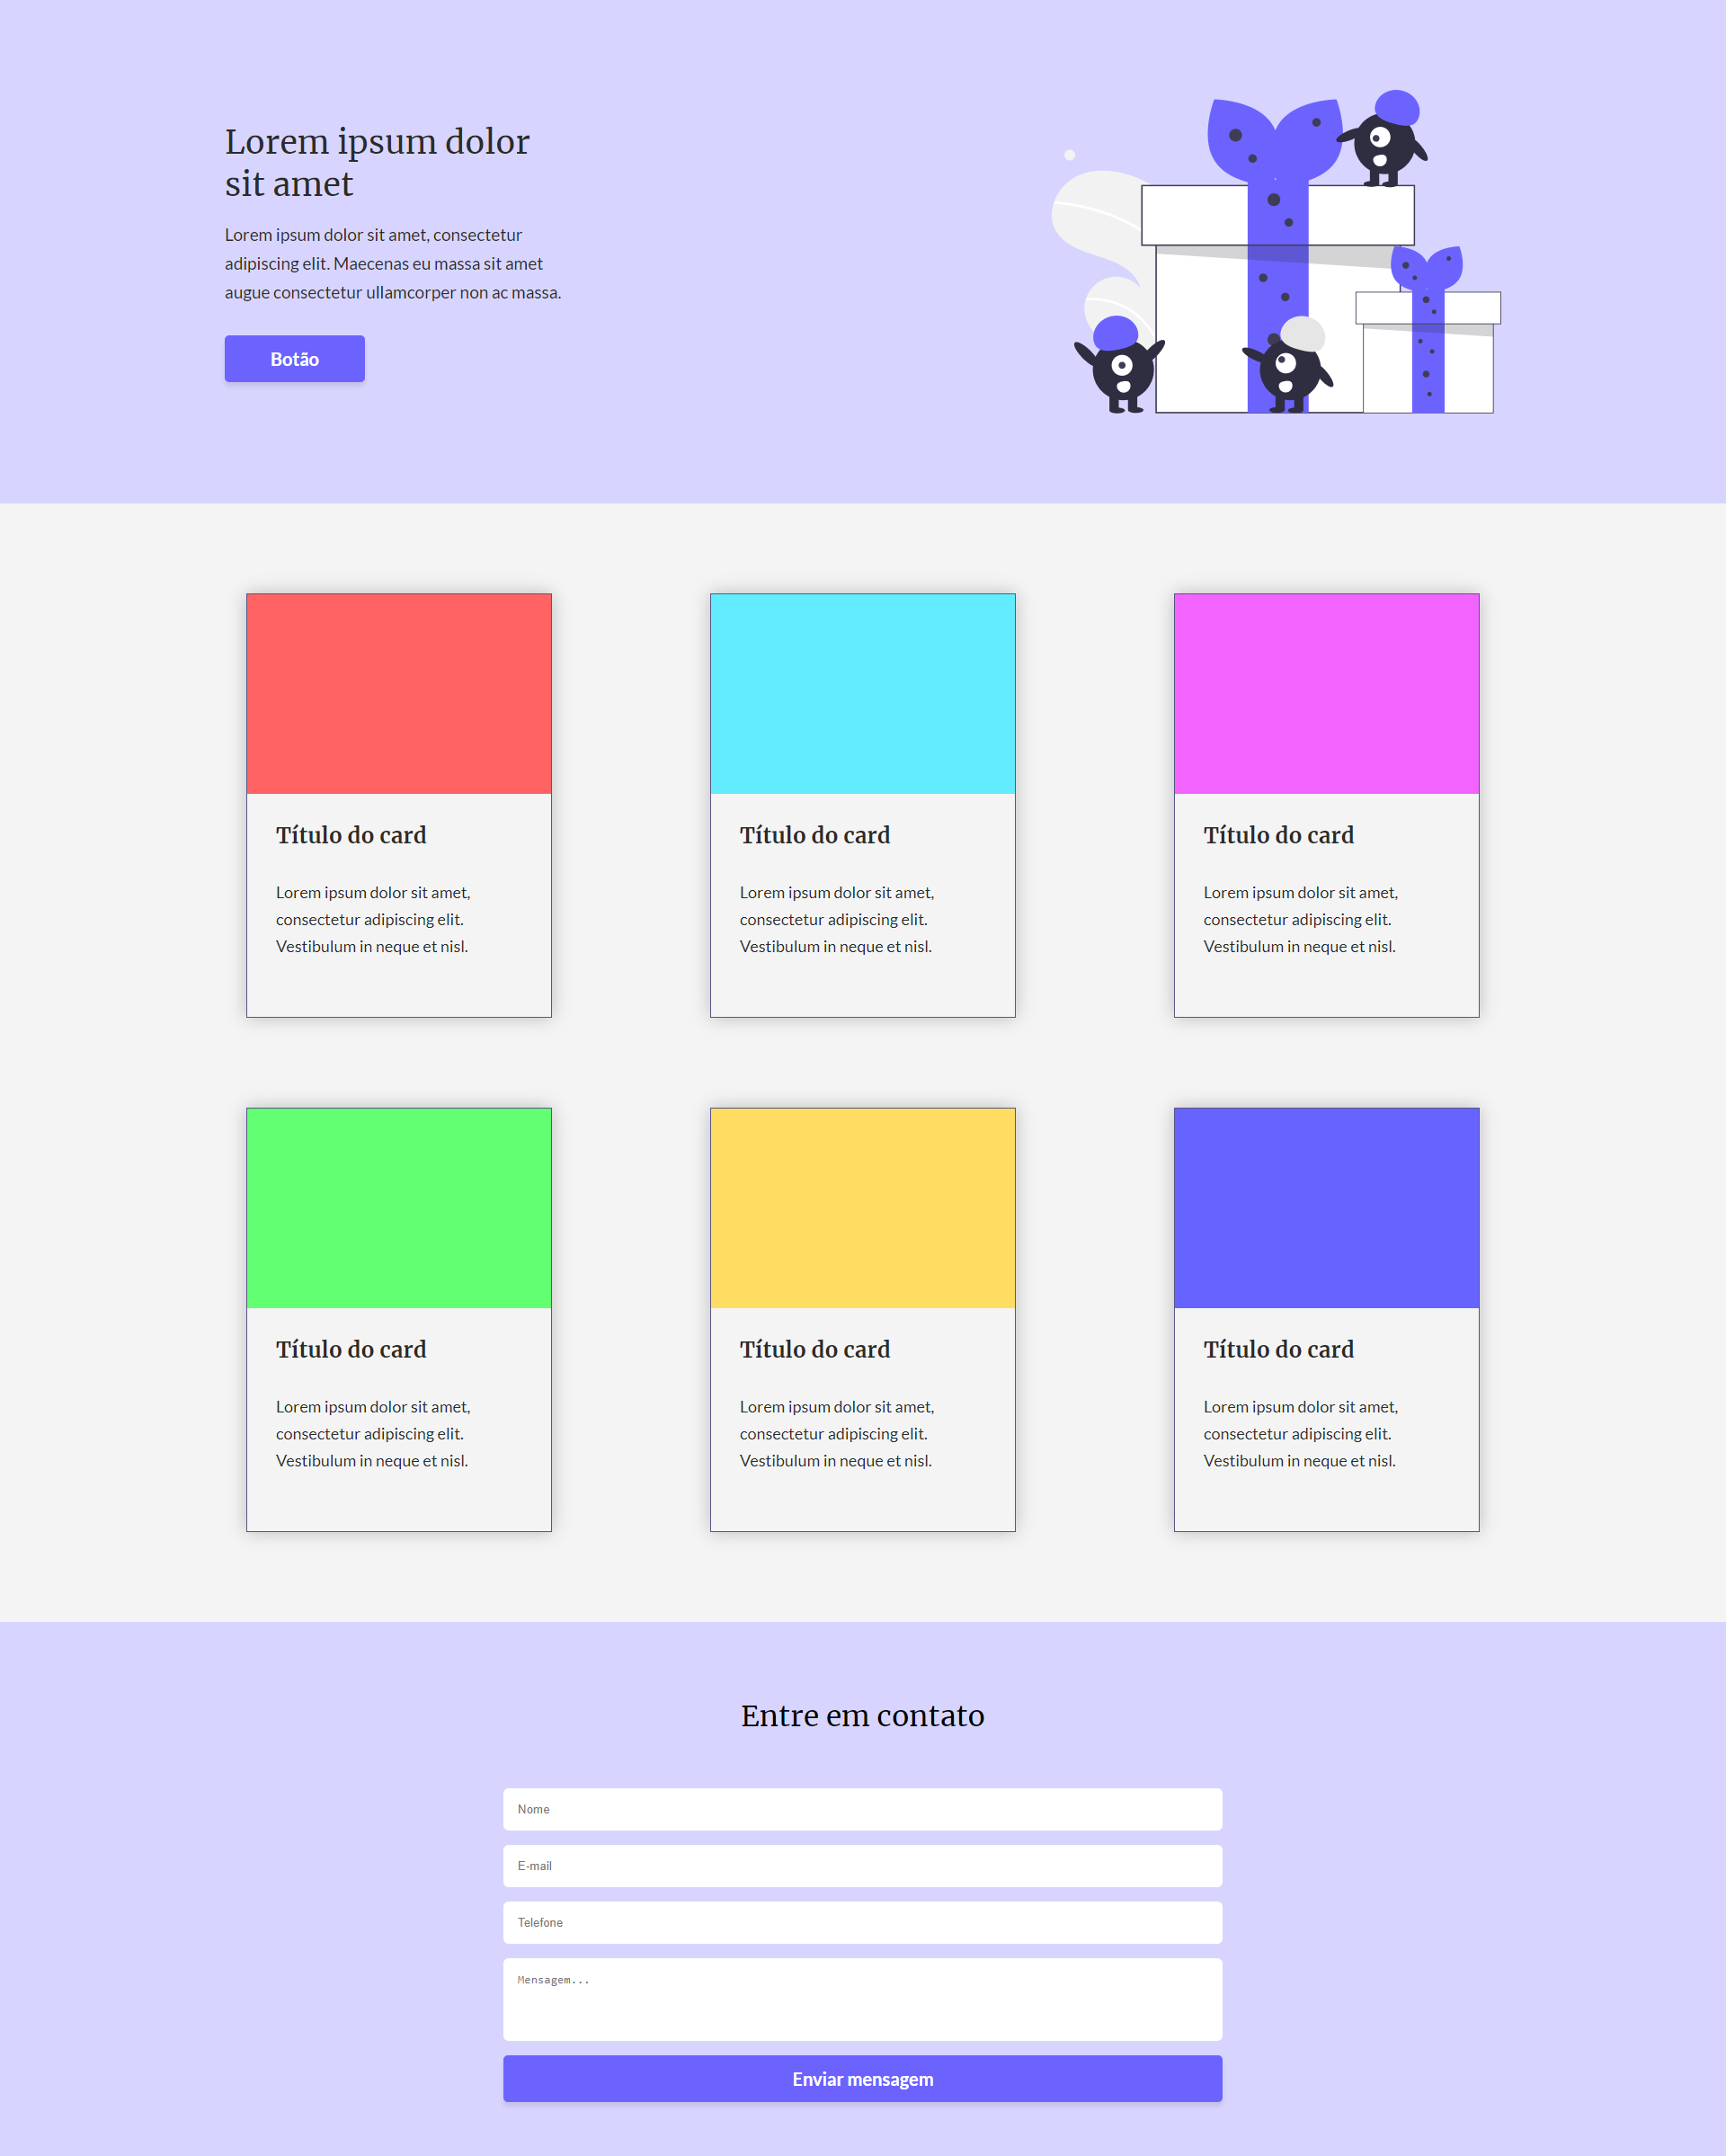 Lorem ipsum dolor
sit amet
Lorem ipsum dolor sit amet, consectetur
adipiscing elit. Maecenas eu massa sit amet
augue consectetur ullamcorper non ac massa.
Botão
Título do card
Lorem ipsum dolor sit amet,
consectetur adipiscing elit.
Vestibulum in neque et nisl.
Título do card
Lorem ipsum dolor sit amet,
consectetur adipiscing elit.
Vestibulum in neque et nisl.
Título do card
Lorem ipsum dolor sit amet,
consectetur adipiscing elit.
Vestibulum in neque et nisl.
Título do card
Lorem ipsum dolor sit amet,
consectetur adipiscing elit.
Vestibulum in neque et nisl.
Título do card
Lorem ipsum dolor sit amet,
consectetur adipiscing elit.
Vestibulum in neque et nisl.
Título do card
Lorem ipsum dolor sit amet,
consectetur adipiscing elit.
Vestibulum in neque et nisl.
Entre em contato
Nome
E-mail
Telefone
Mensagem...
Enviar mensagem